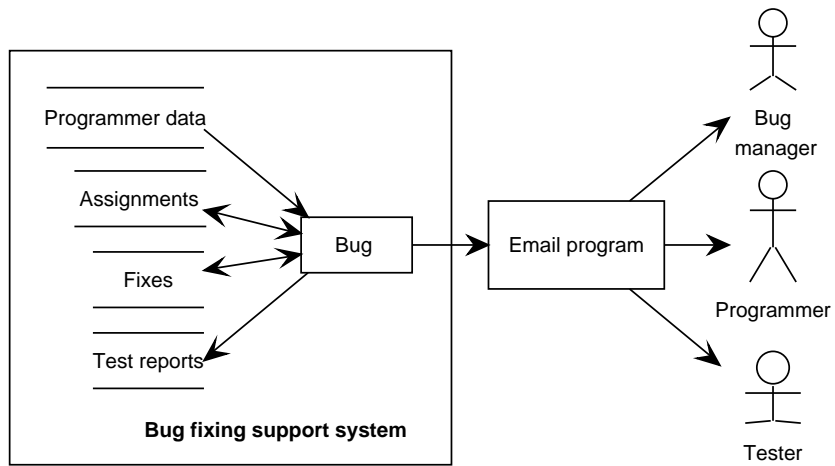 Programmer data
Assignments
Fixes
Test reports
Bug
Bug fixing support system
Email program
Bug
manager
Programmer
Tester